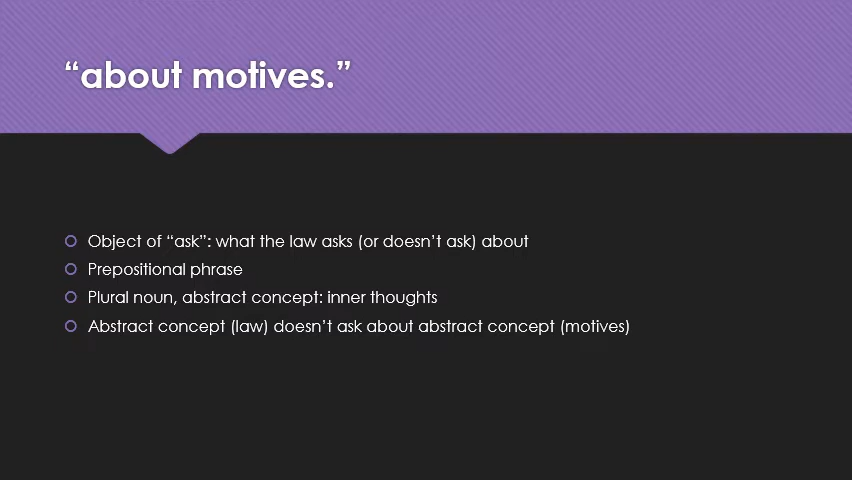 “about motives.”
Object of “ask”: what the law asks (or doesn’t ask) about
Prepositional phrase
Plural noun, abstract concept: inner thoughts
Abstract concept (law) doesn’t ask about abstract concept (motives)